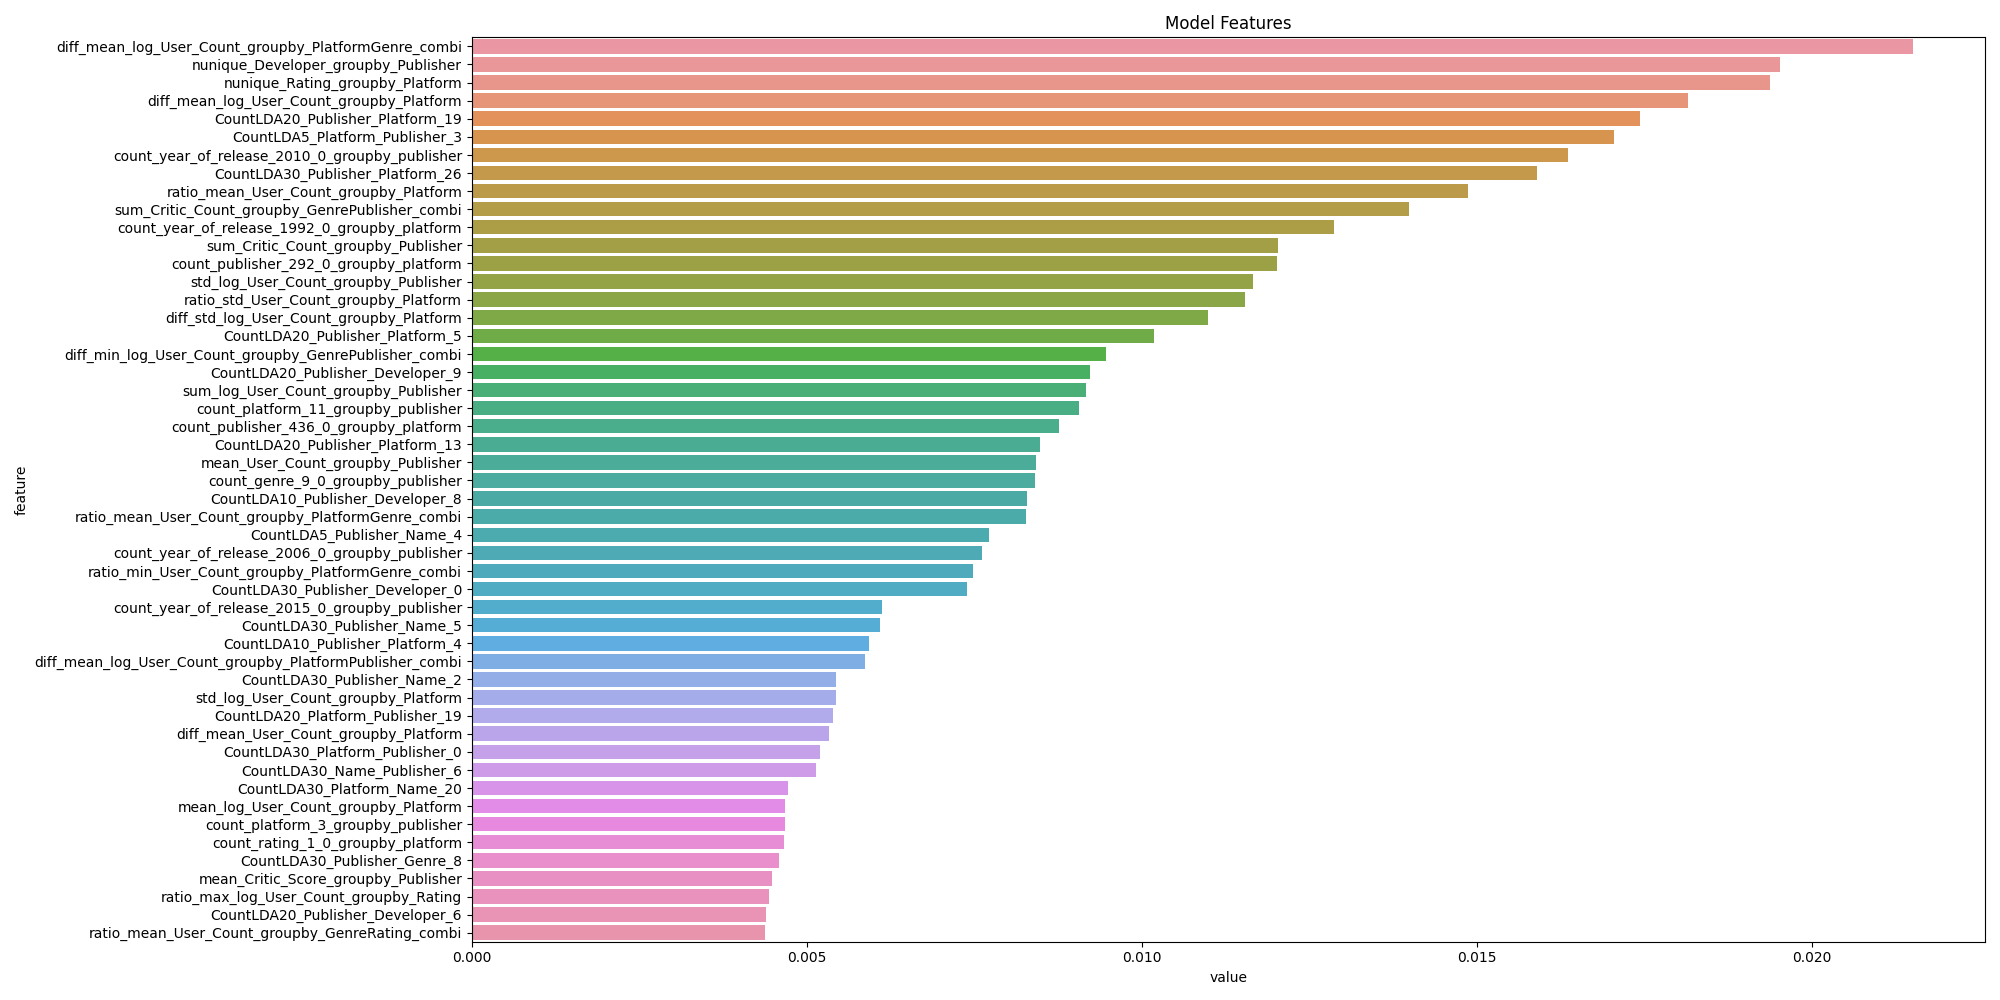 Model Features
diff_mean_log_User_Count_groupby_PlatformGenre_combi
nunique_Developer_groupby_Publisher
nunique_Rating_groupby_Platform
diff_mean_log_User_Count_groupby_Platform
CountLDA20_Publisher_Platform_19
CountLDA5_Platform_Publisher_3
count_year_of_release_2010_0_groupby_publisher
CountLDA30_Publisher_Platform_26
ratio_mean_User_Count_groupby_Platform
sum_Critic_Count_groupby_GenrePublisher_combi
count_year_of_release_1992_0_groupby_platform
sum_Critic_Count_groupby_Publisher
count_publisher_292_0_groupby_platform
std_log_User_Count_groupby_Publisher
ratio_std_User_Count_groupby_Platform
diff_std_log_User_Count_groupby_Platform
CountLDA20_Publisher_Platform_5
diff_min_log_User_Count_groupby_GenrePublisher_combi
CountLDA20_Publisher_Developer_9
sum_log_User_Count_groupby_Publisher
count_platform_11_groupby_publisher
count_publisher_436_0_groupby_platform
CountLDA20_Publisher_Platform_13
mean_User_Count_groupby_Publisher
count_genre_9_0_groupby_publisher
CountLDA10_Publisher_Developer_8
ratio_mean_User_Count_groupby_PlatformGenre_combi
CountLDA5_Publisher_Name_4
count_year_of_release_2006_0_groupby_publisher
ratio_min_User_Count_groupby_PlatformGenre_combi
CountLDA30_Publisher_Developer_0
count_year_of_release_2015_0_groupby_publisher
CountLDA30_Publisher_Name_5
CountLDA10_Publisher_Platform_4
diff_mean_log_User_Count_groupby_PlatformPublisher_combi
CountLDA30_Publisher_Name_2
std_log_User_Count_groupby_Platform
CountLDA20_Platform_Publisher_19
diff_mean_User_Count_groupby_Platform
CountLDA30_Platform_Publisher_0
CountLDA30_Name_Publisher_6
CountLDA30_Platform_Name_20
mean_log_User_Count_groupby_Platform
count_platform_3_groupby_publisher
count_rating_1_0_groupby_platform
CountLDA30_Publisher_Genre_8
mean_Critic_Score_groupby_Publisher
ratio_max_log_User_Count_groupby_Rating
CountLDA20_Publisher_Developer_6
ratio_mean_User_Count_groupby_GenreRating_combi
feature
0.000 0.005 0.010 0.015 0.020
value